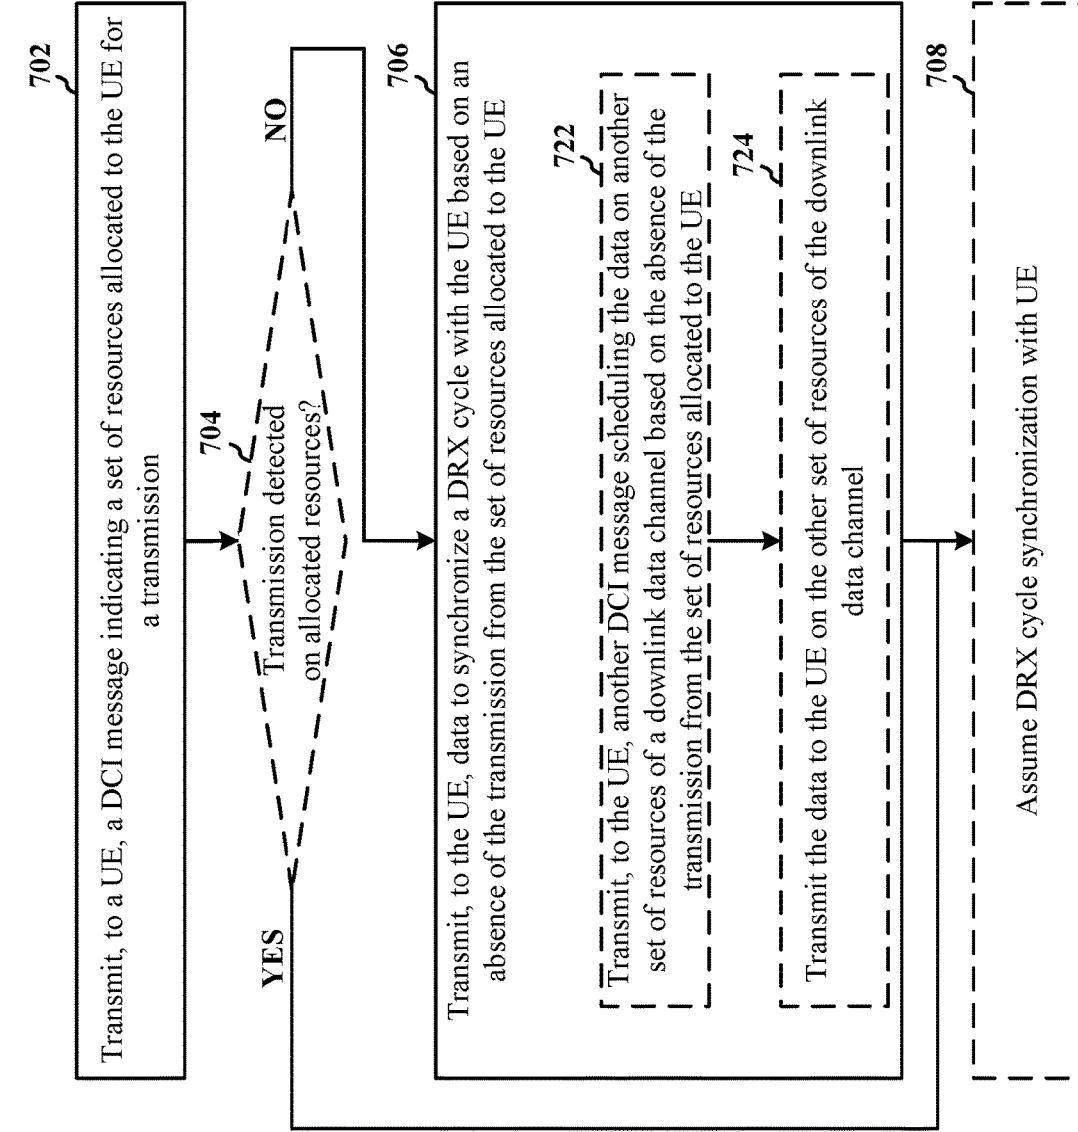 702
Transmit, to a UE, a DCI message indicating a set of resources allocated to the UE for
a transmission
704
Transmission detected
on allocated resources?
YES
NO
706
Transmit, to the UE, data to synchronize a DRX cycle with the UE based on an
absence of the transmission from the set of resources allocated to the UE
722
Transmit, to the UE, another DCI message scheduling the data on another
set of resources of a downlink data channel based on the absence of the
transmission from the set of resources allocated to the UE
724
Transmit the data to the UE on the other set of resources of the downlink
data channel
708
Assume DRX cycle synchronization with UE